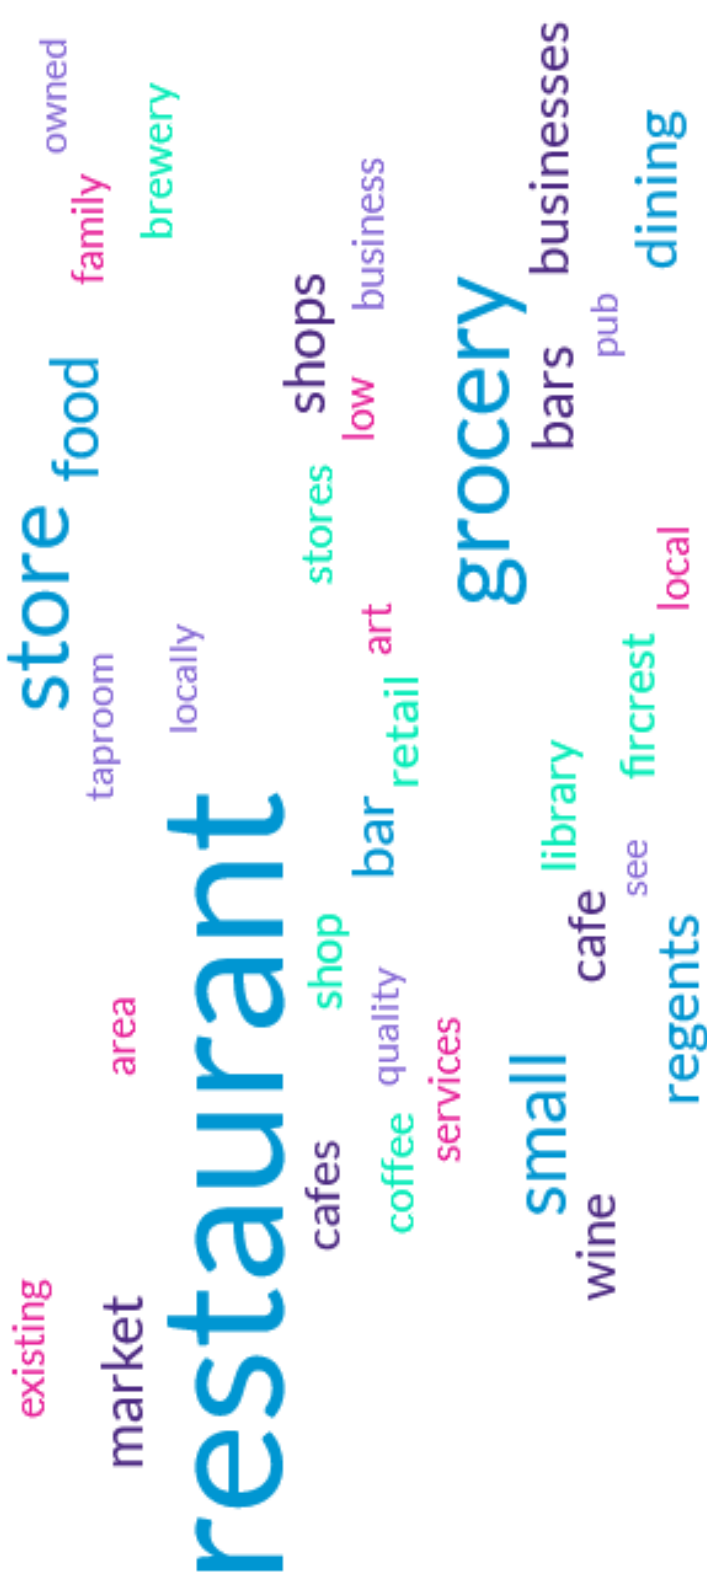 existing
store
owned
food
family
taproom
market
area
brewery
locally
restaurant
shops
stores
cafes
shop
low
business
art
bar
retail
quality
coffee
services
grocery
businesses
small
bars
library
cafe
wine
pub
fircrest
see
dining
local
regents